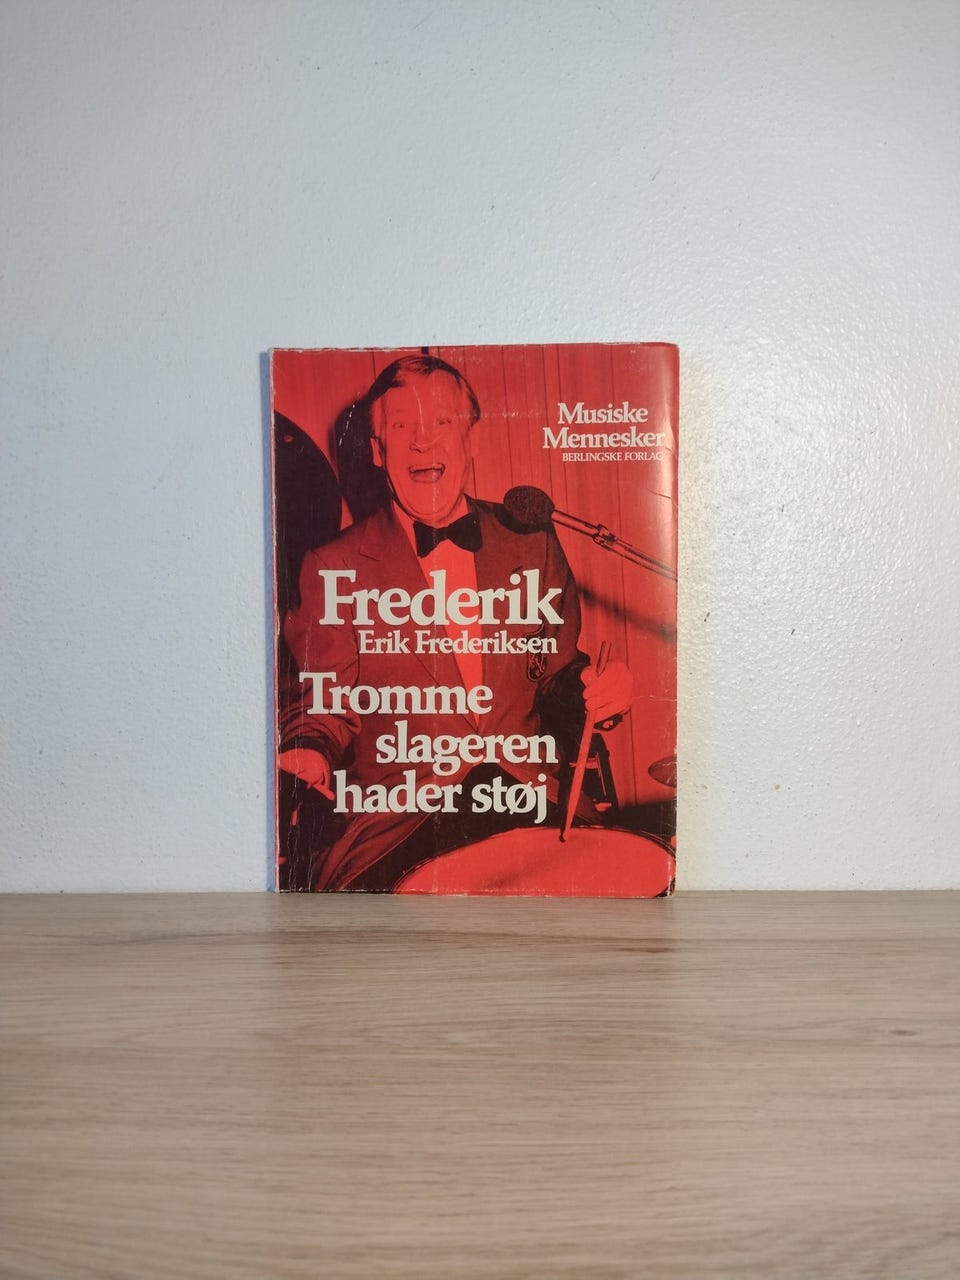 Musiske
Mennesker
BERLINGSKE FORLAG
Frederik
Erik Frederiksen
Tromme
slageren
hader støj